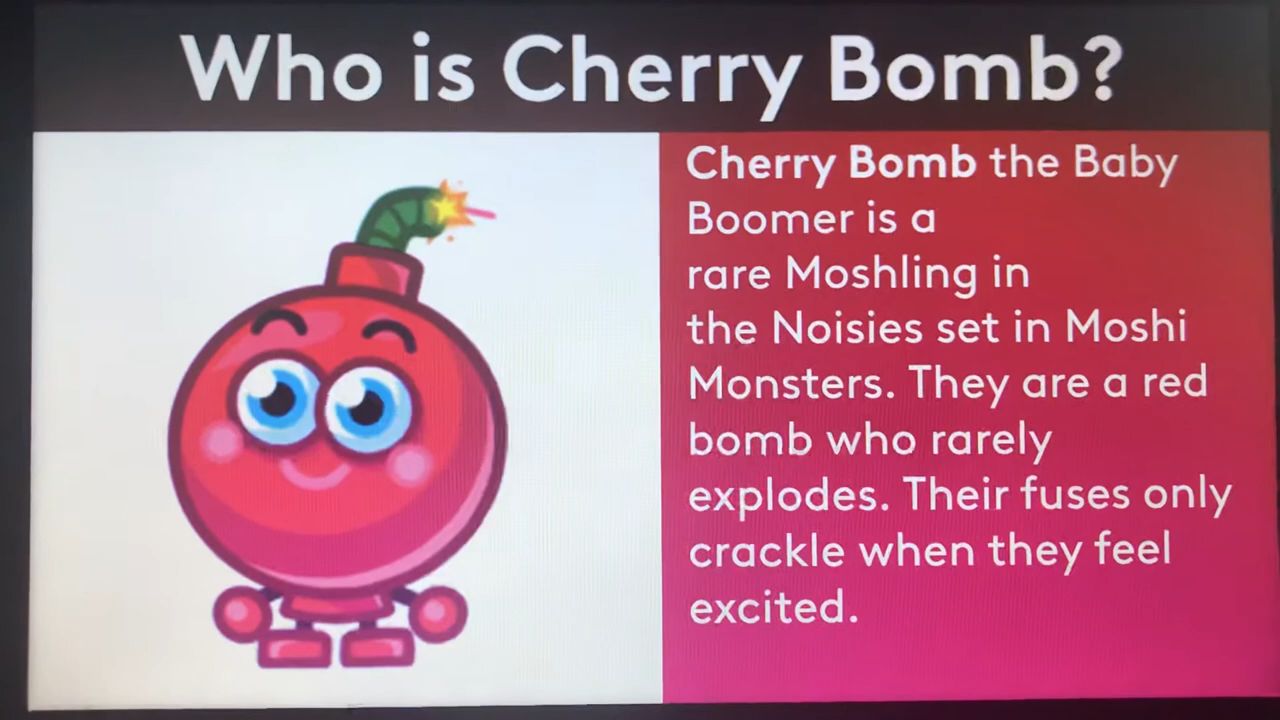 Who is Cherry Bomb?
Cherry Bomb the Baby
Boomer is a
rare Moshling in
the Noisies set in Moshi
Monsters. They are a red
bomb who rarely
explodes. Their fuses only
crackle when they feel
excited.